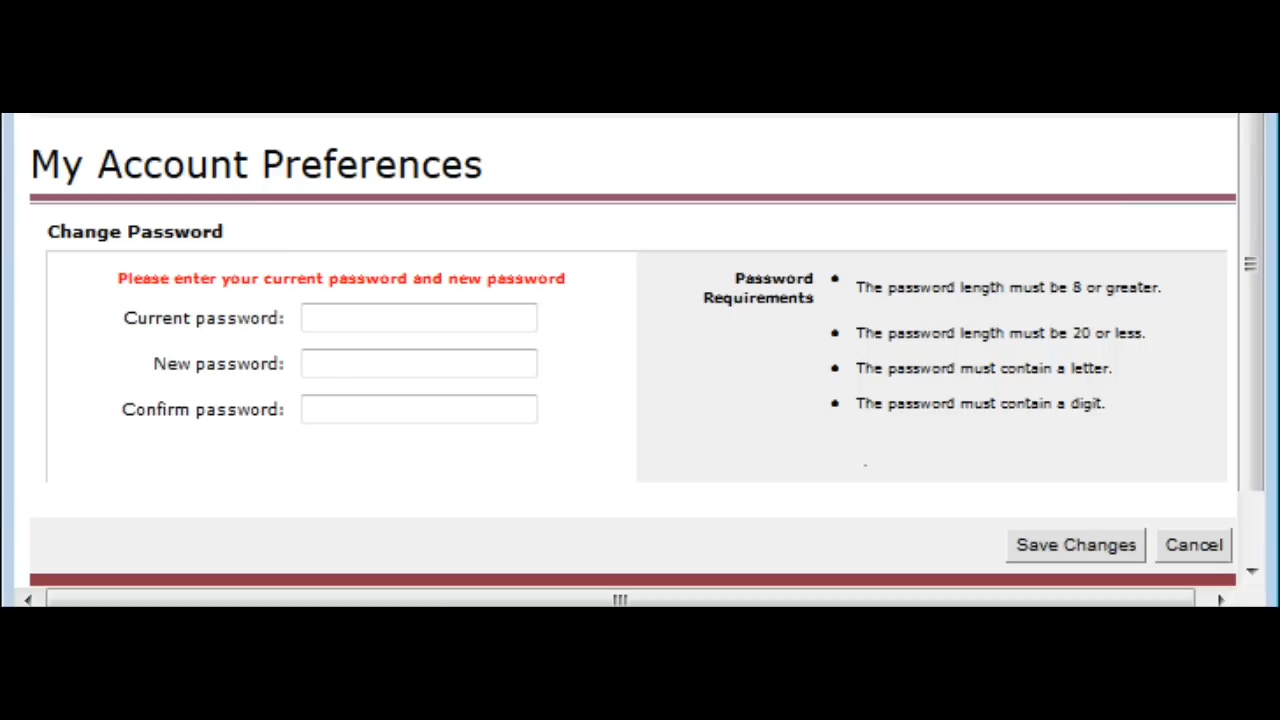 My Account Preferences
Change Password
Please enter your current password and new password
Current password:
New password:
Confirm password:
Password
Requirements
• The password length must be 8 or greater.
• The password length must be 20 or less.
• The password must contain a letter.
• The password must contain a digit.
.
Save Changes
Cancel